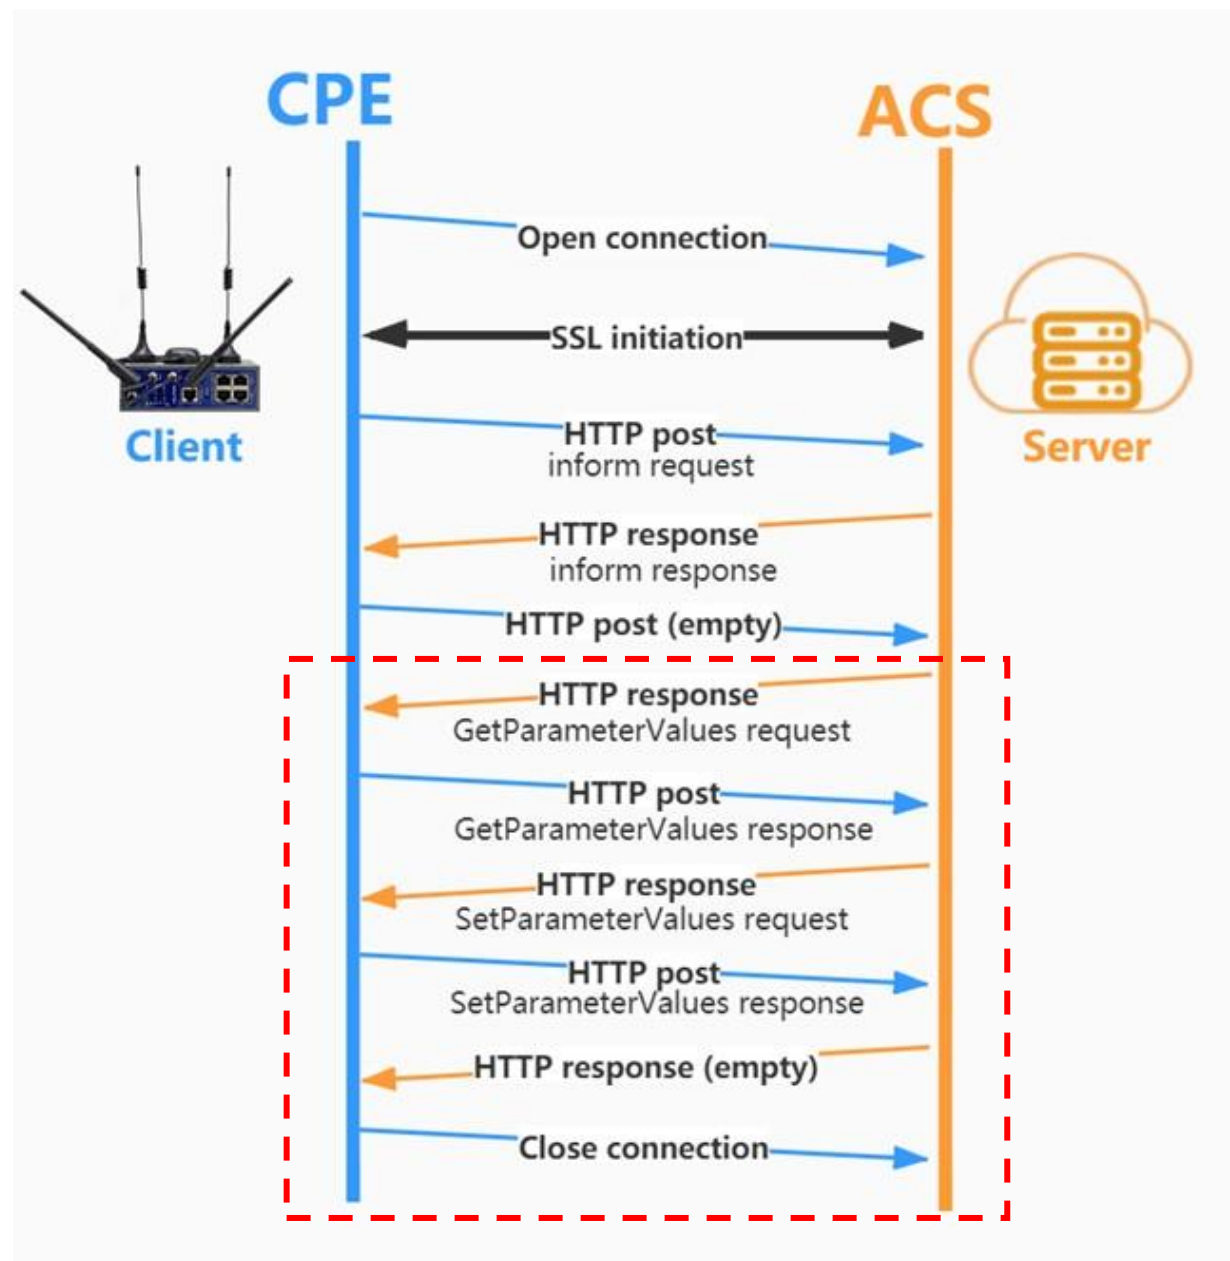 CPE
ACS
Open connection
SSL initiation
Client
Server
HTTP post
inform request
HTTP response
inform response
HTTP post (empty)
HTTP response
GetParameterValues request
HTTP post
GetParameterValues response
HTTP response
SetParameterValues request
HTTP post
SetParameterValues response
HTTP response (empty)
Close connection